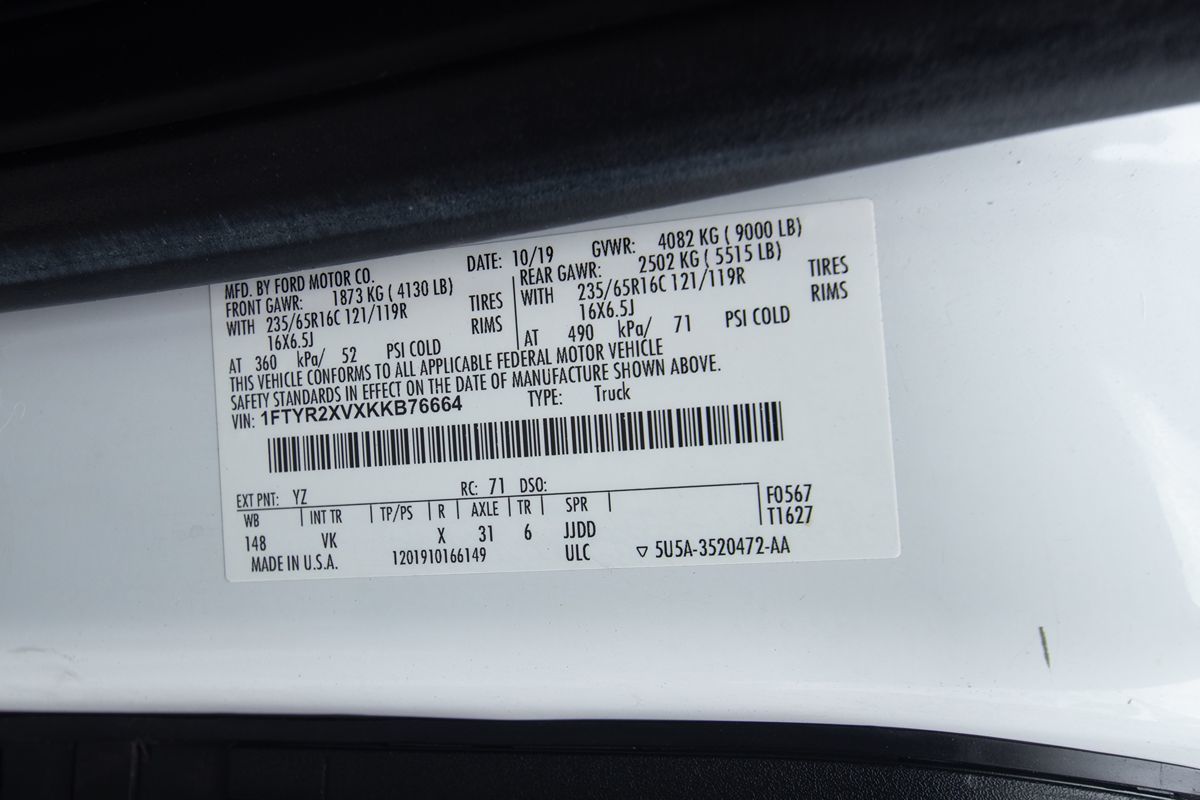 MFD. BY FORD MOTOR CO. DATE: 10/19 GVWR: 4082 KG ( 9000 LB)
FRONT GAWR: 1873 KG ( 4130 LB) REAR GAWR: 2502 KG ( 5515 LB)
WITH 235/65R16C 121/119R TIRES WITH 235/65R16C 121/119R TIRES
16X6.5J RIMS 16X6.5J RIMS
AT 360 kPa/ 52 PSI COLD AT 490 kPa/ 71 PSI COLD
THIS VEHICLE CONFORMS TO ALL APPLICABLE FEDERAL MOTOR VEHICLE
SAFETY STANDARDS IN EFFECT ON THE DATE OF MANUFACTURE SHOWN ABOVE.
VIN: 1FTYR2XVXKKB76664 TYPE: Truck
EXT PNT: YZ RC: 71 DSO:
WB INT TR TP/PS R AXLE TR SPR F0567
148 VK X 31 6 JJDD T1627
MADE IN U.S.A. 1201910166149 ULC ▽ 5U5A-3520472-AA